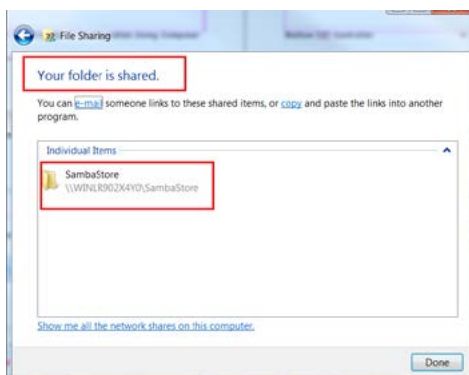 File Sharing
Your folder is shared.
You can e-mail someone links to these shared items, or copy and paste the links into another
program.
Individual Items
SambaStore
\\WINLR902X4Y0\SambaStore
Show me all the network shares on this computer.
Done